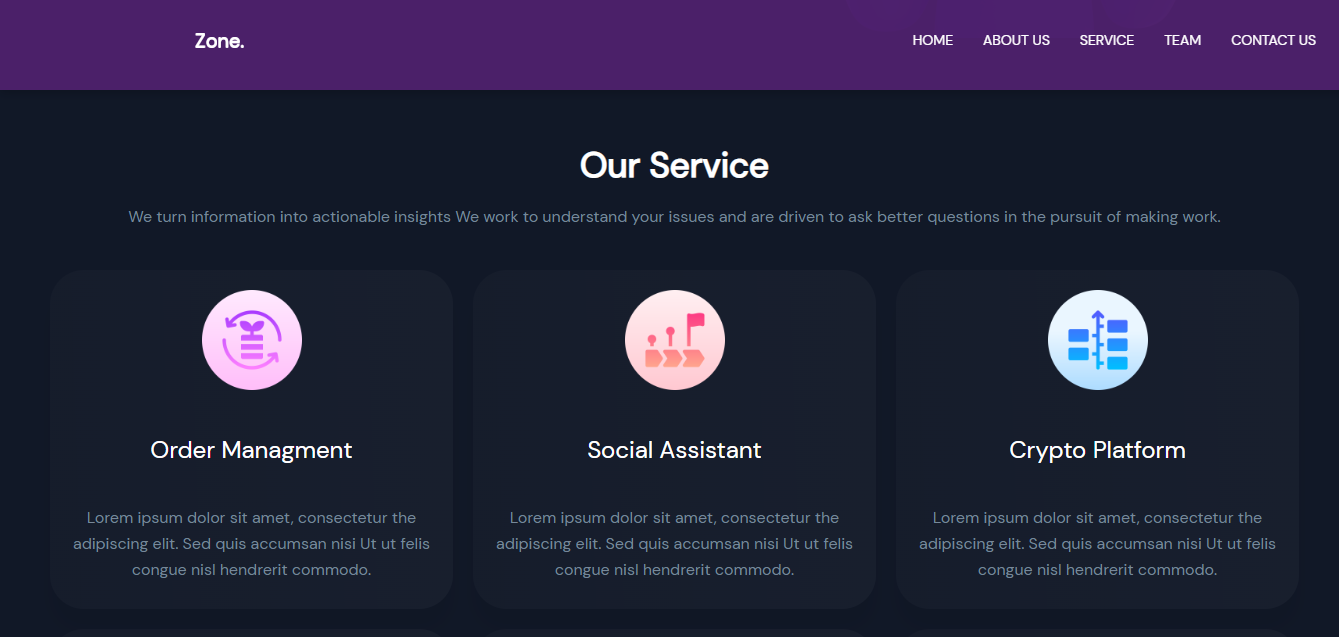 Zone.
HOME ABOUT US SERVICE TEAM CONTACT US
Our Service
We turn information into actionable insights We work to understand your issues and are driven to ask better questions in the pursuit of making work.
Order Managment
Lorem ipsum dolor sit amet, consectetur the
adipiscing elit. Sed quis accumsan nisi Ut ut felis
congue nisl hendrerit commodo.
Social Assistant
Lorem ipsum dolor sit amet, consectetur the
adipiscing elit. Sed quis accumsan nisi Ut ut felis
congue nisl hendrerit commodo.
Crypto Platform
Lorem ipsum dolor sit amet, consectetur the
adipiscing elit. Sed quis accumsan nisi Ut ut felis
congue nisl hendrerit commodo.